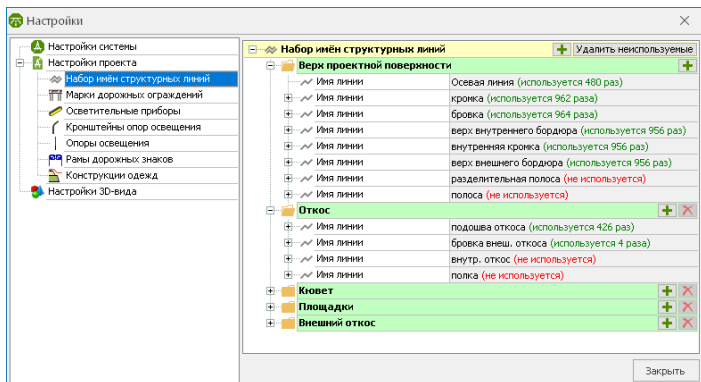 Настройки
Настройки системы
Настройки проекта
Набор имён структурных линий
Марки дорожных ограждений
Осветительные приборы
Кронштейны опор освещения
Опоры освещения
Рамы дорожных знаков
Конструкции одежд
Настройки 3D-вида
Набор имён структурных линий Удалить неиспользуемые
Верх проектной поверхности
Имя линии Осевая линия (используется 480 раз)
Имя линии кромка (используется 962 раза)
Имя линии бровка (используется 964 раза)
Имя линии верх внутреннего бордюра (используется 956 раз)
Имя линии внутренняя кромка (используется 956 раз)
Имя линии верх внешнего бордюра (используется 956 раз)
Имя линии разделительная полоса (не используется)
Имя линии полоса (не используется)
Откос
Имя линии подошва откоса (используется 426 раз)
Имя линии бровка внеш. откоса (используется 4 раза)
Имя линии внутр. откос (не используется)
Имя линии полка (не используется)
Кювет
Площадки
Внешний откос
Закрыть